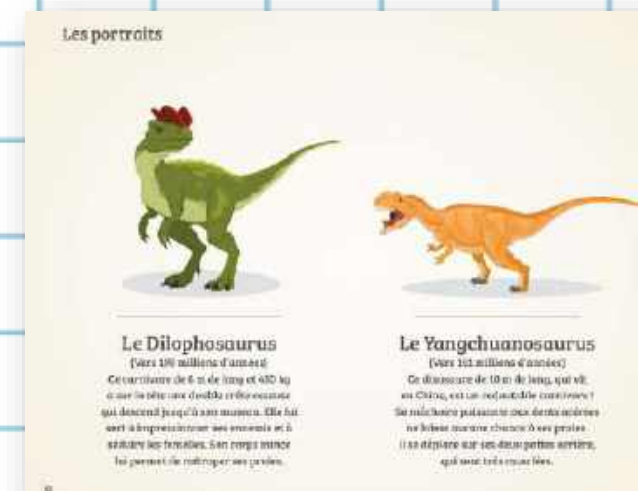 Les portraits
Le Dilophosaurus
(Vers 190 millions d'années)
Ce carnivore de 6 m de long et 450 kg
a sur la tête une double crête osseuse
qui descend jusqu'à son museau. Elle lui
sert à impressionner ses ennemis et à
séduire les femelles. Son corps mince
lui permet de rattraper ses proies.
Le Yangchuanosaurus
(Vers 161 millions d'années)
Ce dinosaure de 10 m de long, qui vit
en Chine, est un redoutable carnivore !
Sa mâchoire puissante aux dents acérées
ne laisse aucune chance à ses proies.
Il se déplace sur ses deux pattes arrière,
qui sont très musclées.